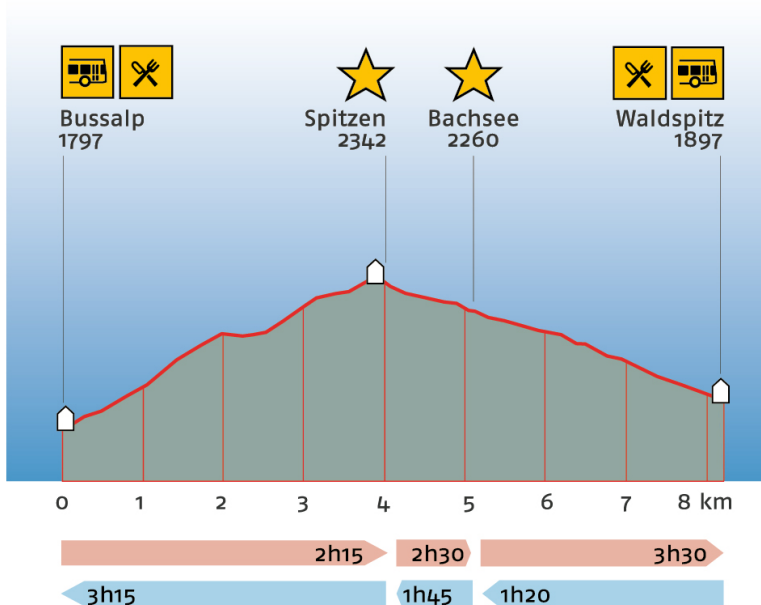 Bussalp
1797
Spitzen
2342
Bachsee
2260
Waldspitz
1897
0 1 2 3 4 5 6 7 8 km
2h15 2h30 3h30
3h15 1h45 1h20